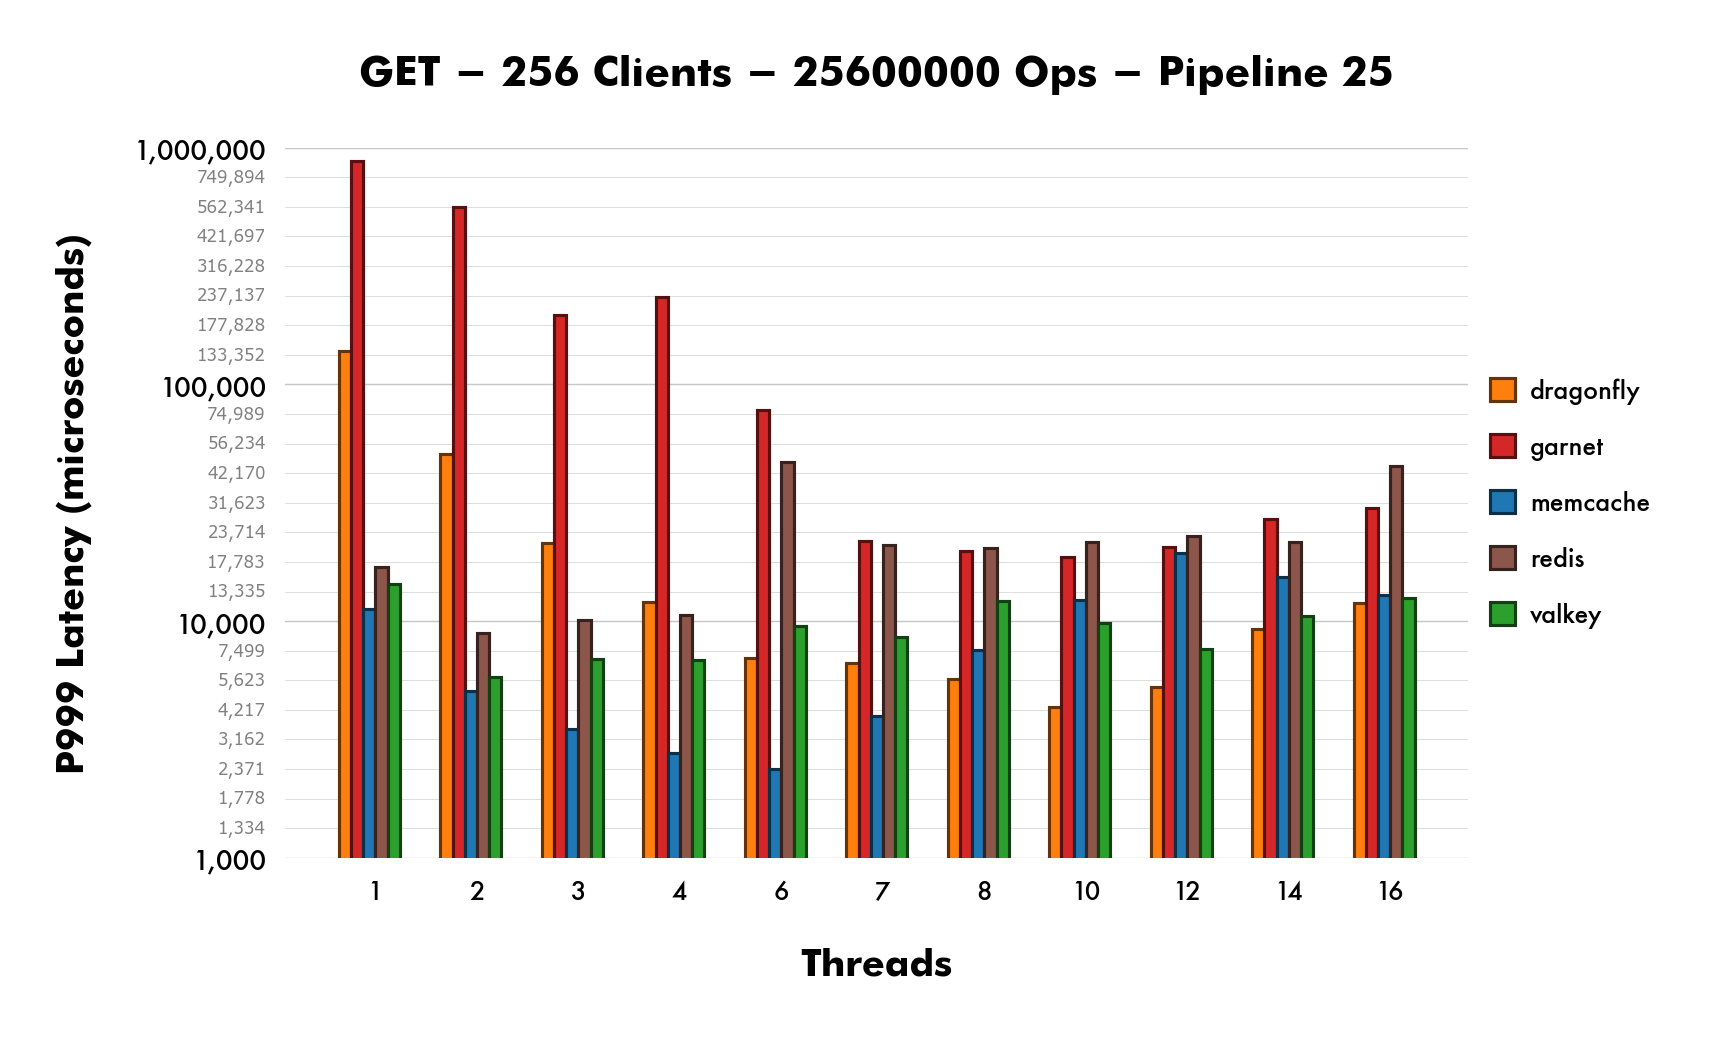 GET – 256 Clients – 25600000 Ops – Pipeline 25
P9999 Latency (microseconds)
1,000,000
749,894
562,341
421,697
316,228
237,137
177,828
133,352
100,000
74,989
56,234
42,170
31,623
23,714
17,783
13,335
10,000
7,499
5,623
4,217
3,162
2,371
1,778
1,334
1,000
1 2 3 4 6 7 8 10 12 14 16
Threads
dragonfly
garnet
memcache
redis
valkey